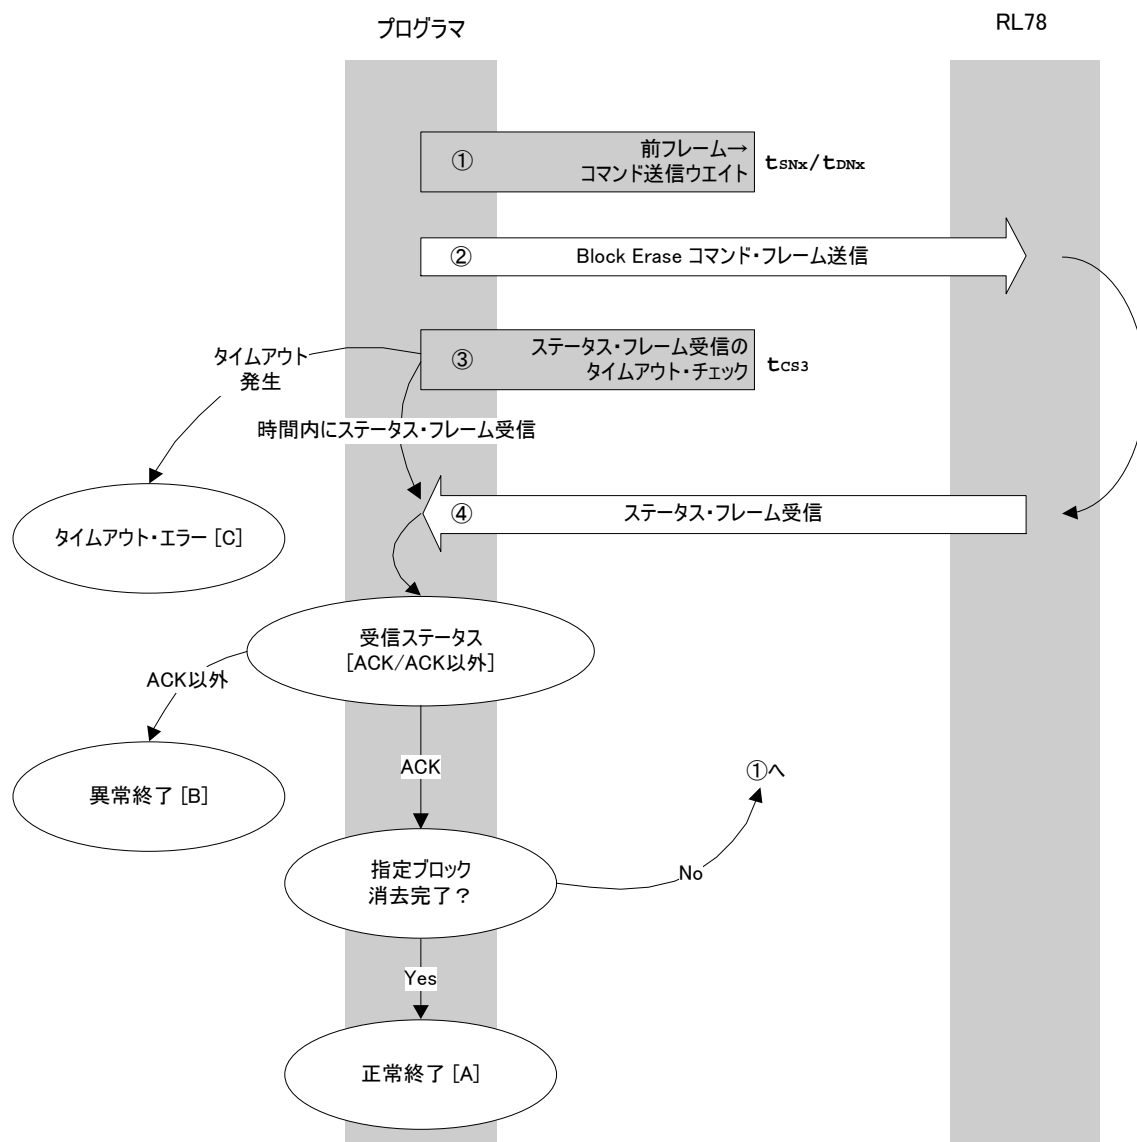 プログラマ
RL78
①
前フレーム→
コマンド送信ウエイト
tSNx/tDNx
②
Block Erase コマンド・フレーム送信
③
ステータス・フレーム受信の
タイムアウト・チェック
tCS3
タイムアウト
発生
時間内にステータス・フレーム受信
④
ステータス・フレーム受信
タイムアウト・エラー [C]
受信ステータス
[ACK/ACK以外]
ACK以外
ACK
①へ
異常終了 [B]
指定ブロック
消去完了？
No
Yes
正常終了 [A]